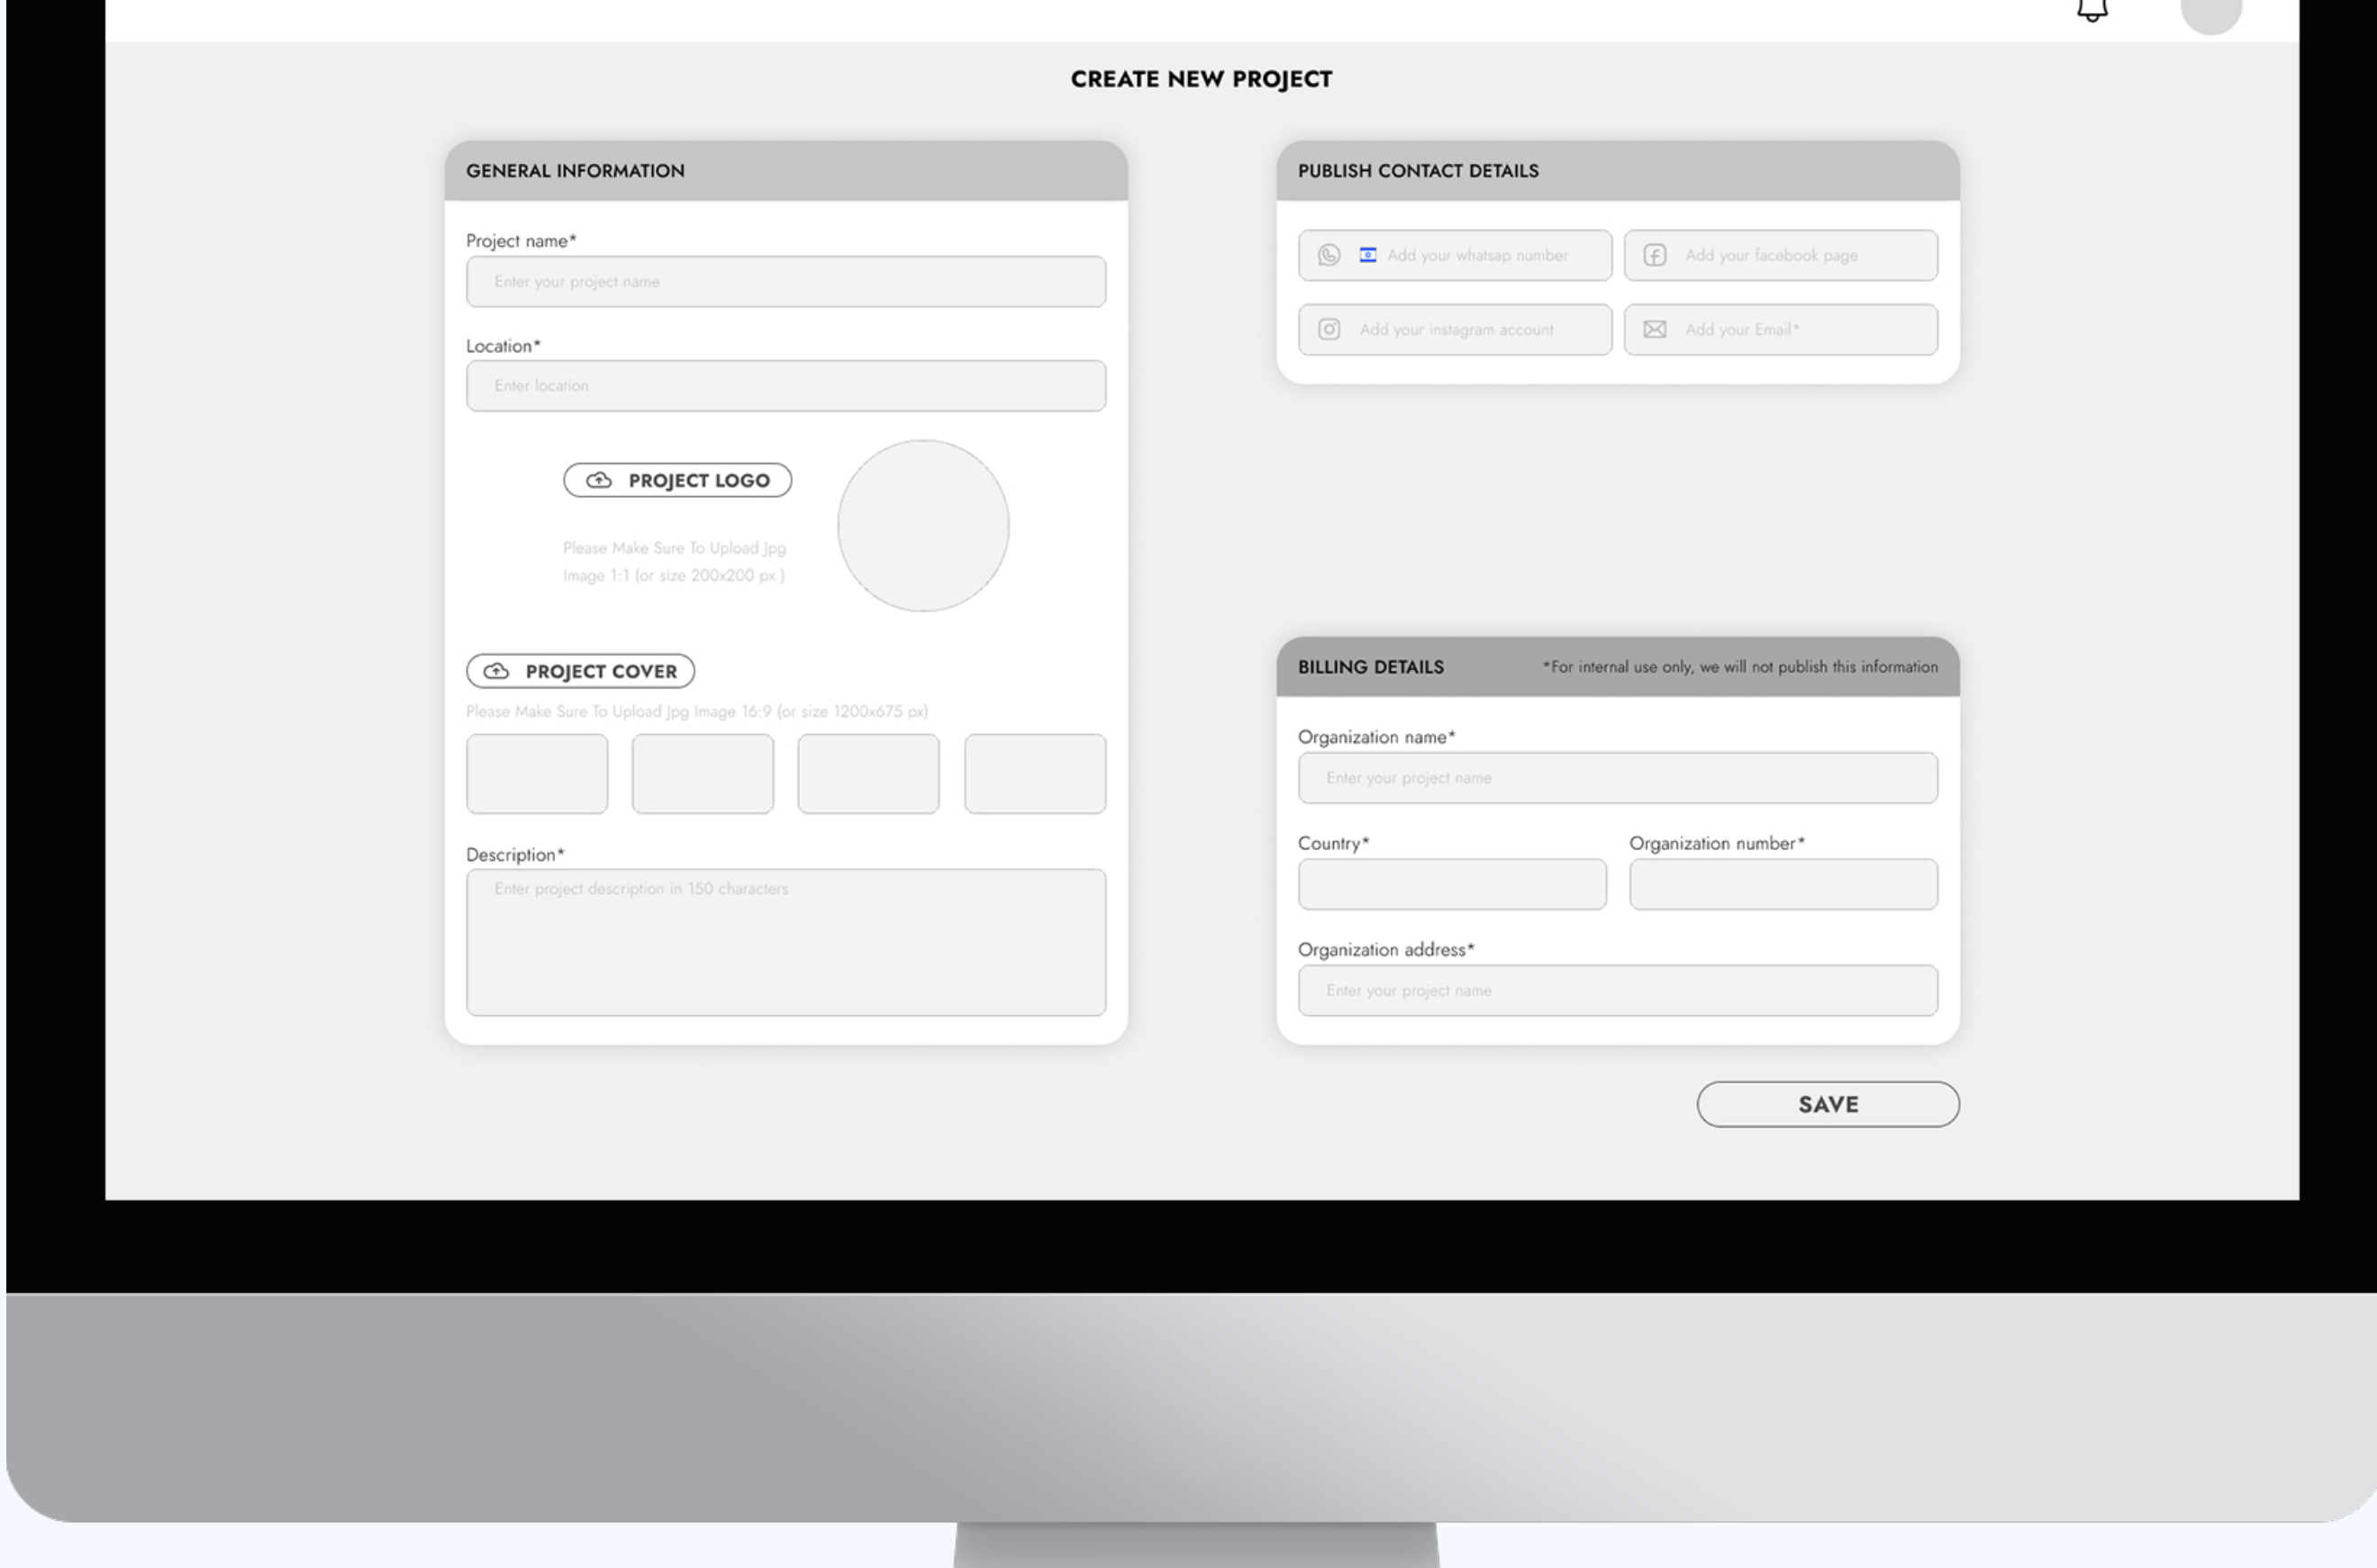 CREATE NEW PROJECT
GENERAL INFORMATION
Project name*
Enter your project name
Location*
Enter location
PROJECT LOGO
Please Make Sure To Upload Jpg
Image 1:1 (or size 200x200 px )
PROJECT COVER
Please Make Sure To Upload Jpg Image 16:9 (or size 1200x675 px)
Description*
Enter project description in 150 characters
PUBLISH CONTACT DETAILS
Add your whatsap number
Add your facebook page
Add your instagram account
Add your Email*
BILLING DETAILS
*For internal use only, we will not publish this information
Organization name*
Enter your project name
Country*
Organization number*
Organization address*
Enter your project name
SAVE